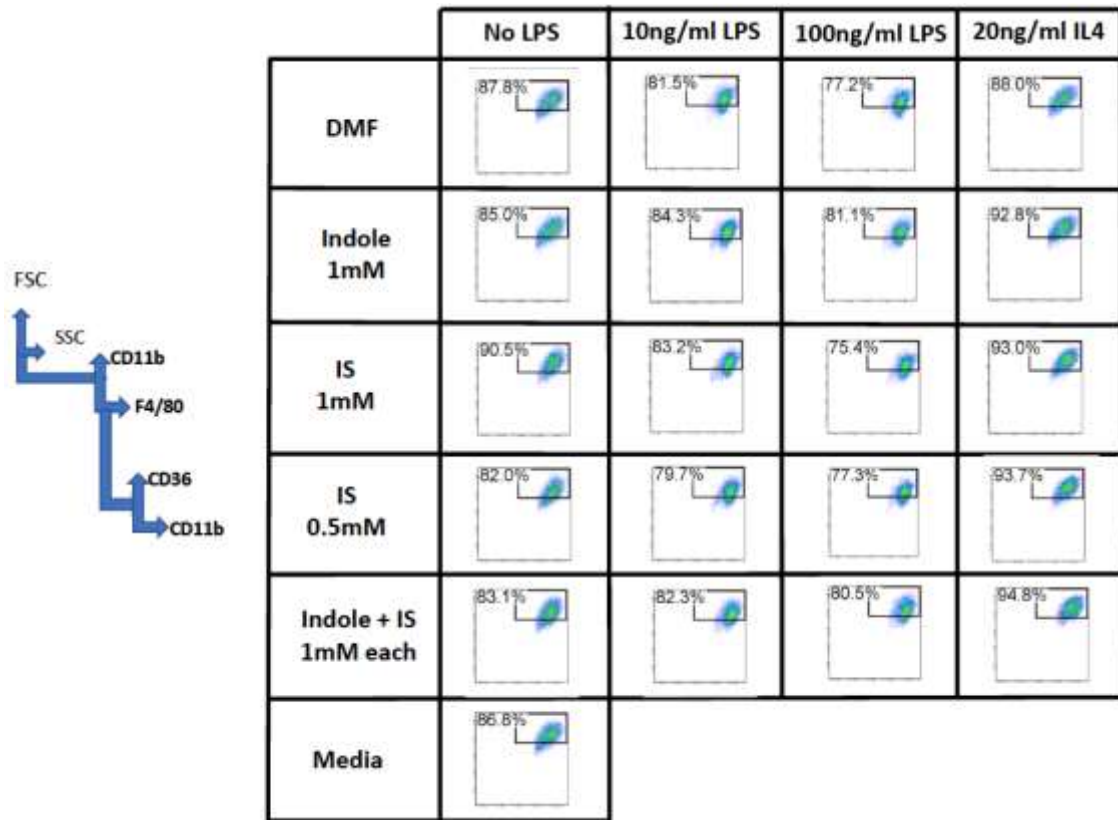 No LPS 10ng/ml LPS 100ng/ml LPS 20ng/ml IL4
DMF 87.8% 81.5% 77.2% 88.0%
Indole
1mM
85.0% 84.3% 81.1% 92.8%
FSC
SSC
CD11b
F4/80
CD36
CD11b
IS
1mM
90.5% 83.2% 75.4% 93.0%
IS
0.5mM
82.0% 79.7% 77.3% 93.7%
Indole + IS
1mM each
83.1% 82.3% 80.5% 94.8%
Media 86.8%